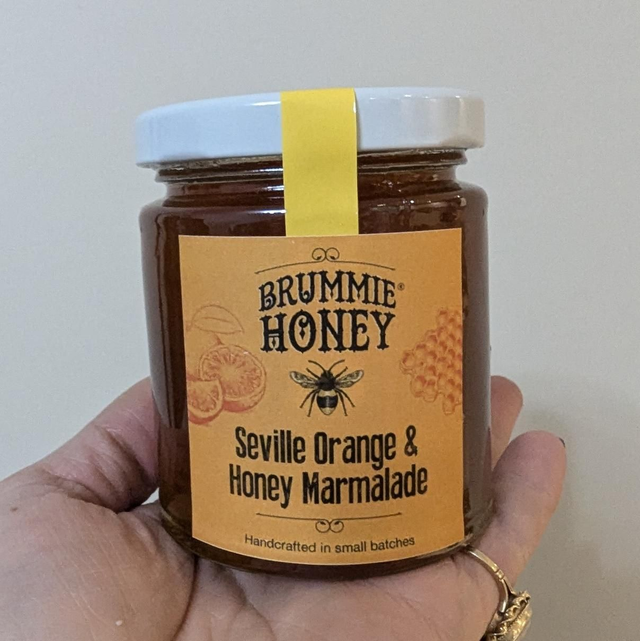 BRUMMIE®
HONEY
Seville Orange &
Honey Marmalade
Handcrafted in small batches